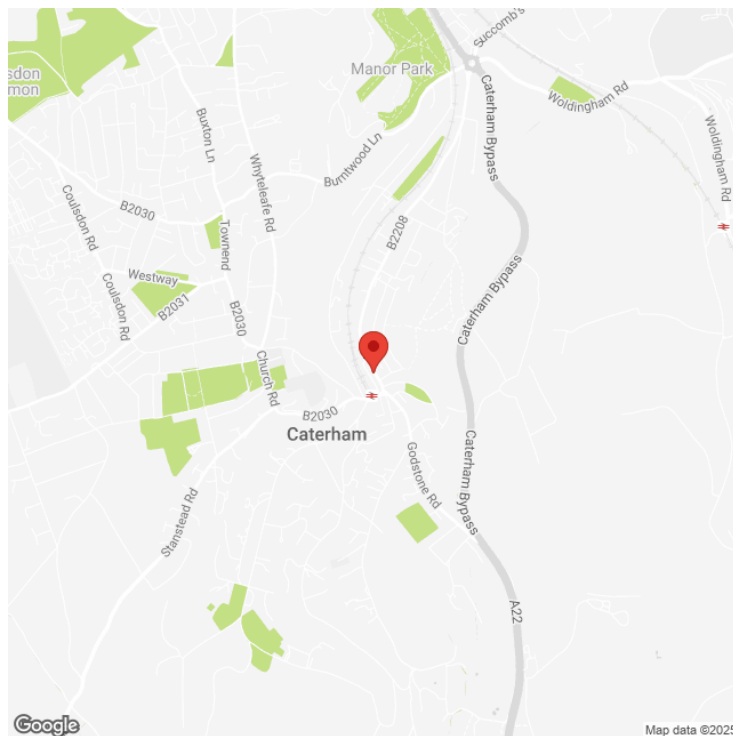 Succomb's
Manor Park
sdon
mon
Caterham Bypass
Woldingham Rd
Woldingham Rd
Buxton Ln
Burntwood Ln
Whyteleafe Rd
B2030
Coulsdon Rd
Townend
B2208
Westway
B2031
Coulsdon Rd
Caterham Bypass
B2030
Church Rd
B2030
Caterham
Godstone Rd
Caterham Bypass
Stanstead Rd
A22
Google
Map data ©2025